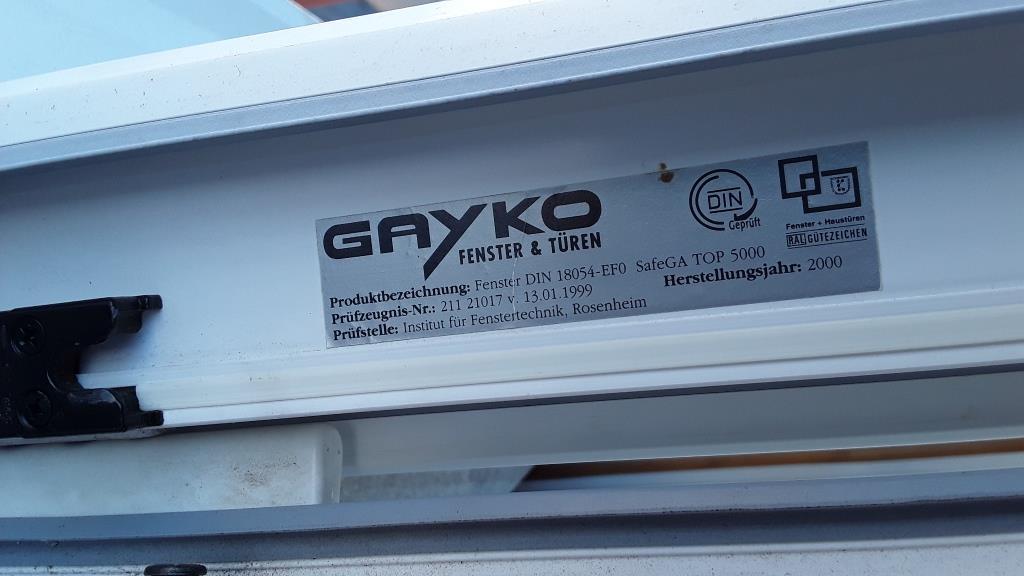 GAYKO
FENSTER & TÜREN
DIN
Geprüft
Fenster + Haustüren
RAL GÜTEZEICHEN
Produktbezeichnung: Fenster DIN 18054-EF0 SafeGA TOP 5000
Prüfzeugnis-Nr.: 211 21017 v. 13.01.1999
Herstellungsjahr: 2000
Prüfstelle: Institut für Fenstertechnik, Rosenheim